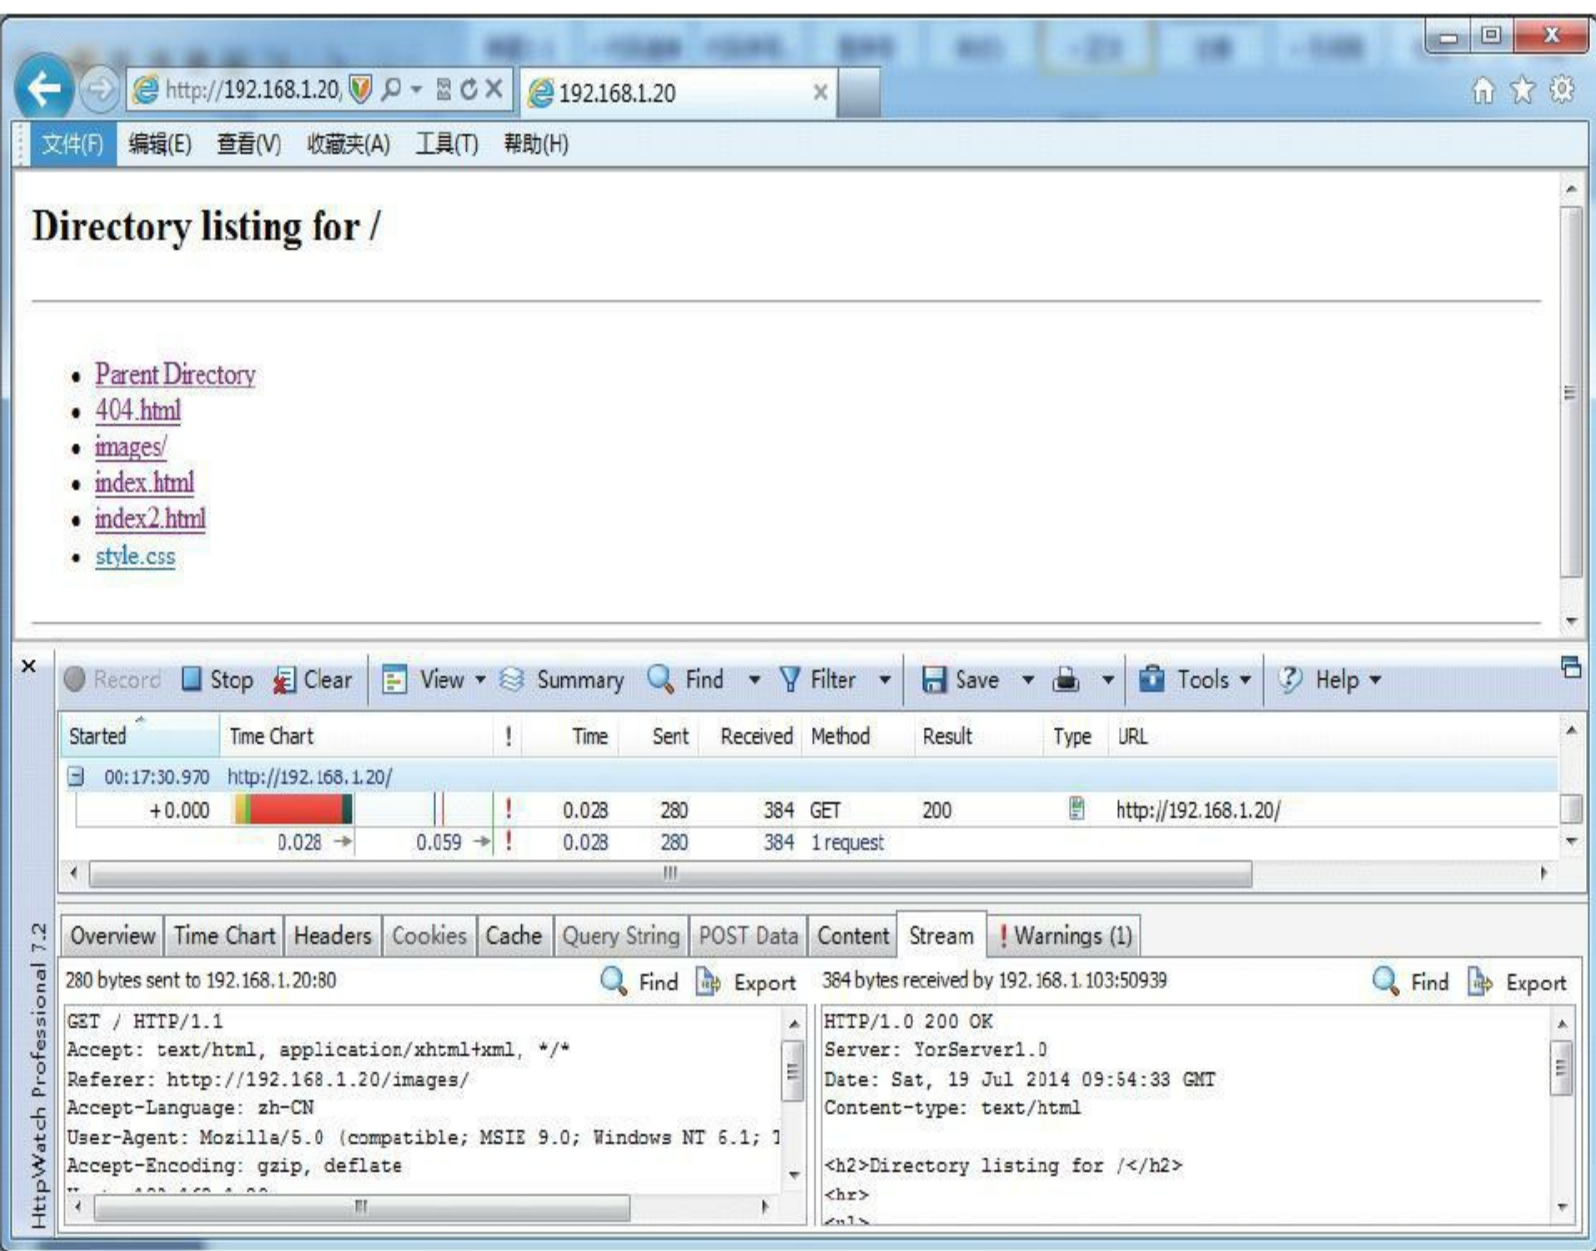 http://192.168.1.20,
192.168.1.20
文件(F) 编辑(E) 查看(V) 收藏夹(A) 工具(T) 帮助(H)
Directory listing for /
Parent Directory
404.html
images/
index.html
index2.html
style.css
Record Stop Clear View Summary Find Filter Save Tools Help
Started Time Chart ! Time Sent Received Method Result Type URL
00:17:30.970 http://192.168.1.20/
+0.000 ! 0.028 280 384 GET 200 http://192.168.1.20/
0.028 0.059 ! 0.028 280 384 1 request
HttpWatch Professional 7.2
Overview Time Chart Headers Cookies Cache Query String POST Data Content Stream ! Warnings (1)
280 bytes sent to 192.168.1.20:80 Find Export
GET / HTTP/1.1
Accept: text/html, application/xhtml+xml, */*
Referer: http://192.168.1.20/images/
Accept-Language: zh-CN
User-Agent: Mozilla/5.0 (compatible; MSIE 9.0; Windows NT 6.1;
Accept-Encoding: gzip, deflate
384 bytes received by 192.168.1.103:50939 Find Export
HTTP/1.0 200 OK
Server: YorServer1.0
Date: Sat, 19 Jul 2014 09:54:33 GMT
Content-type: text/html
<h2>Directory listing for /</h2>
<hr>
<ul>